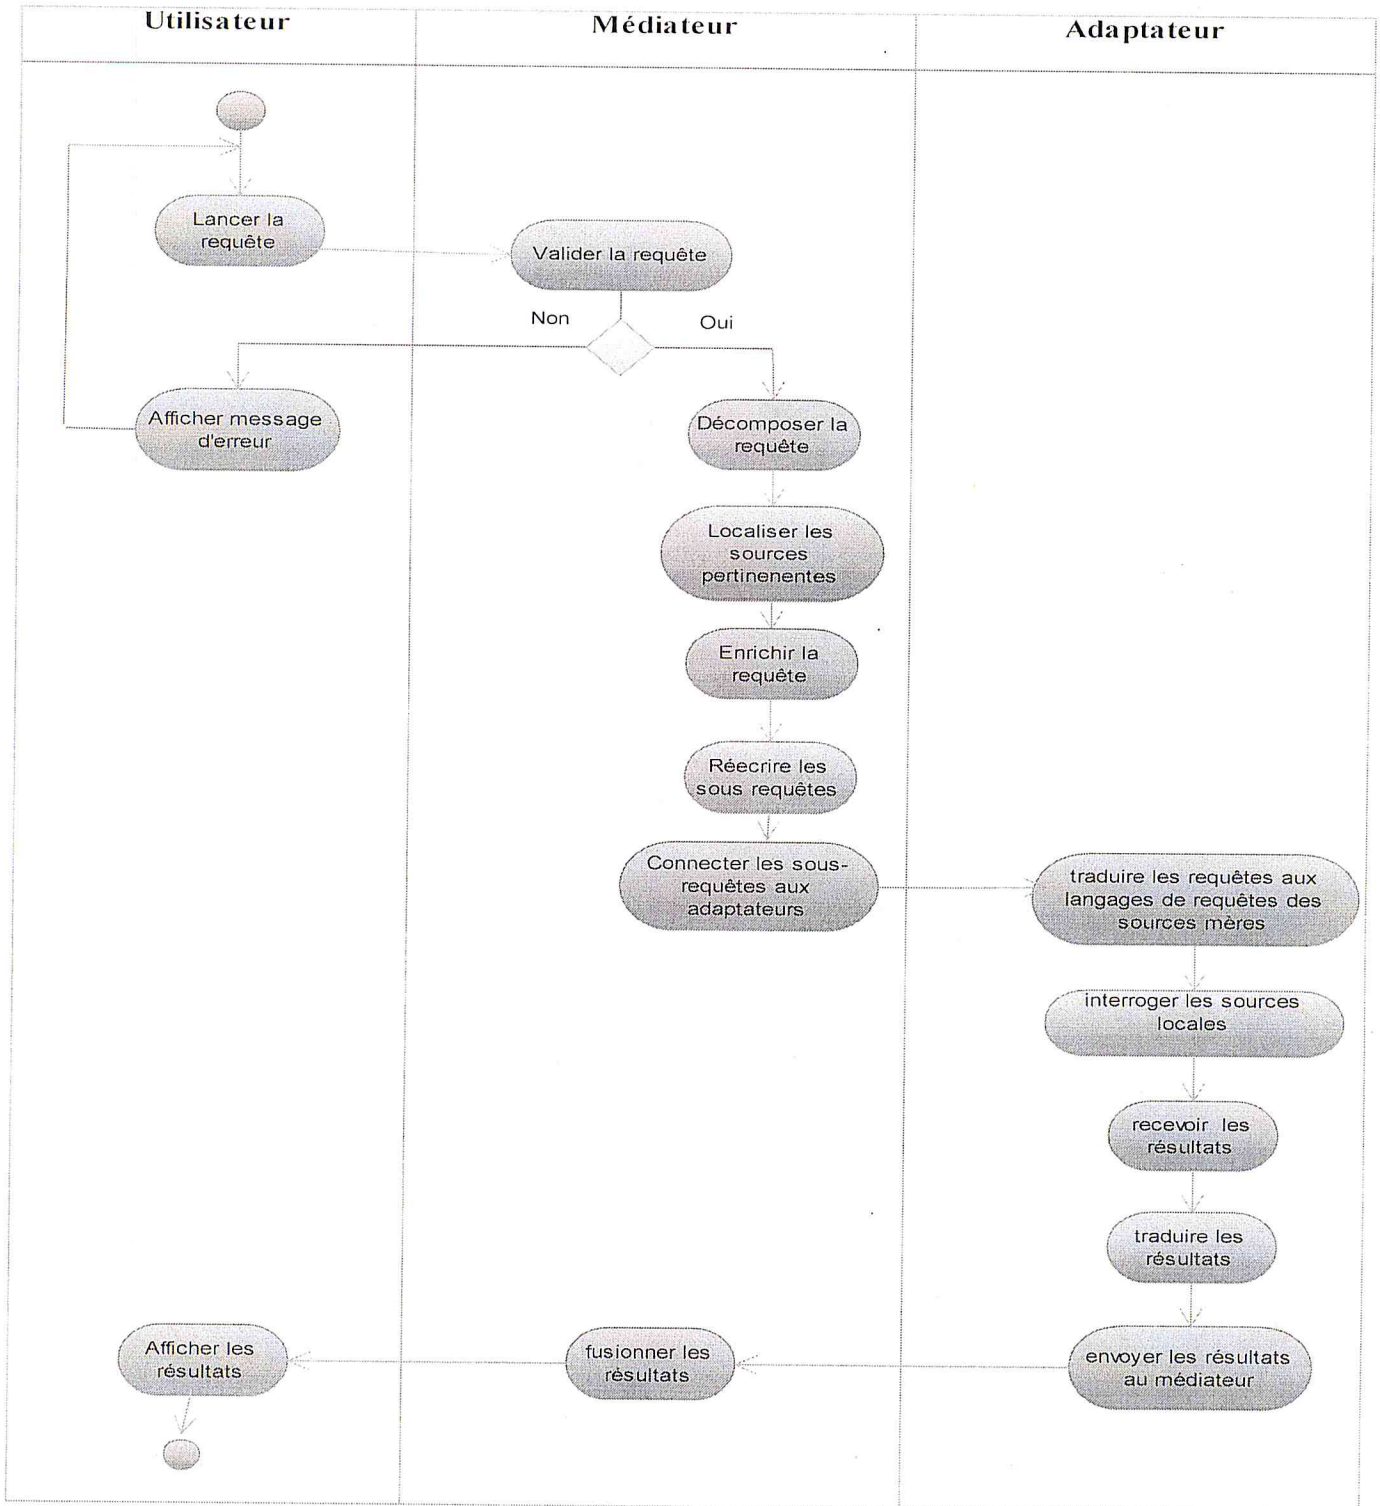 Utilisateur
Médiateur
Adaptateur
Lancer la
requête
Valider la requête
Non
Oui
Afficher message
d'erreur
Décomposer la
requête
Localiser les
sources
pertinenentes
Enrichir la
requête
Réecrire les
sous requêtes
Connecter les sous-
requêtes aux
adaptateurs
traduire les requêtes aux
langages de requêtes des
sources mères
interroger les sources
locales
recevoir les
résultats
traduire les
résultats
envoyer les résultats
au médiateur
fusionner les
résultats
Afficher les
résultats